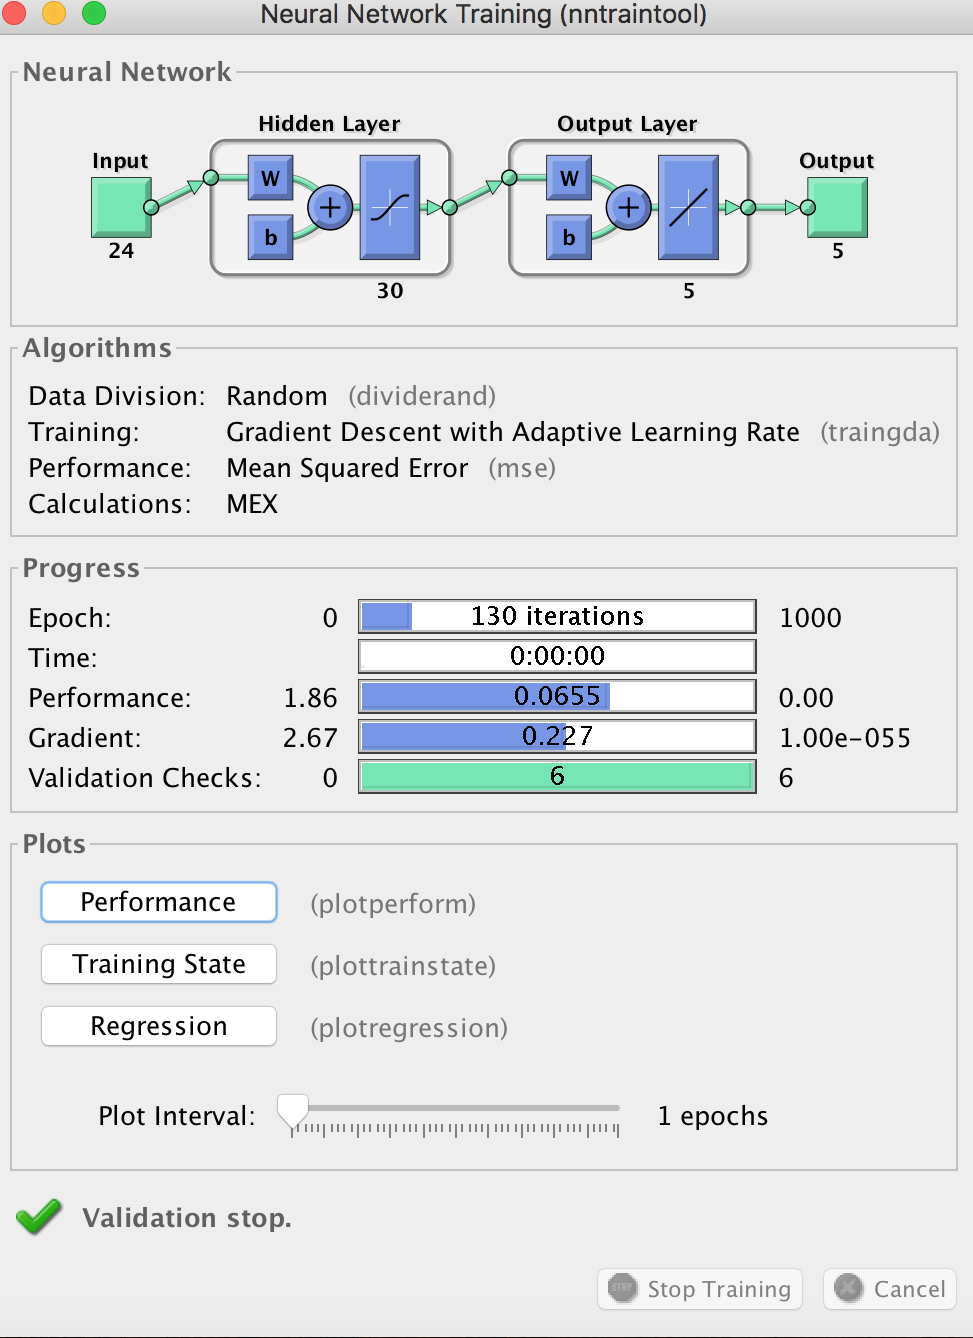 Neural Network Training (nntraintool)
Neural Network
Hidden Layer Output Layer
Input Output
W W
b b
24 5
30 5
Algorithms
Data Division: Random (dividerand)
Training: Gradient Descent with Adaptive Learning Rate (traingda)
Performance: Mean Squared Error (mse)
Calculations: MEX
Progress
Epoch: 0 130 iterations 1000
Time: 0:00:00
Performance: 1.86 0.0655 0.00
Gradient: 2.67 0.227 1.00e-055
Validation Checks: 0 6 6
Plots
Performance (plotperform)
Training State (plottrainstate)
Regression (plotregression)
Plot Interval: 1 epochs
Validation stop.
STOP Stop Training Cancel